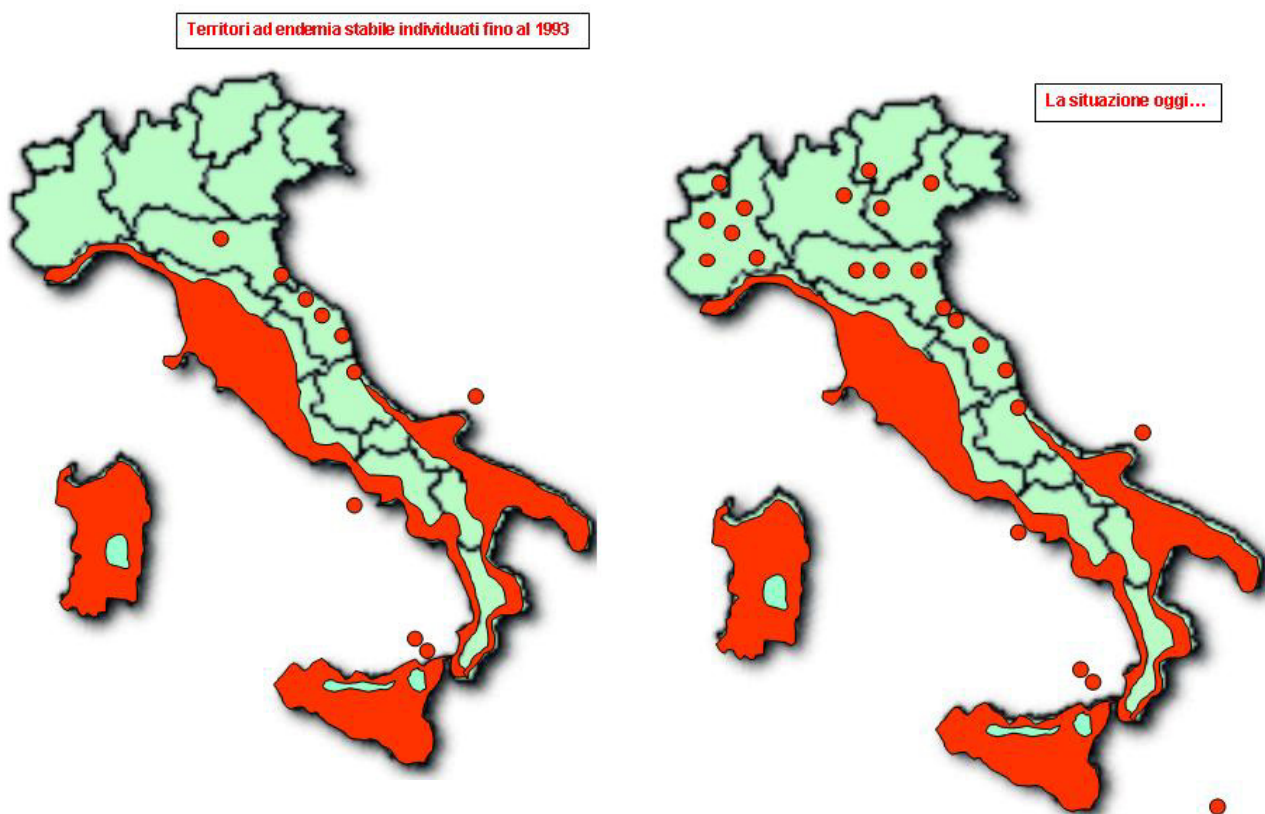 Territori ad endemia stabile individuati fino al 1993
La situazione oggi...